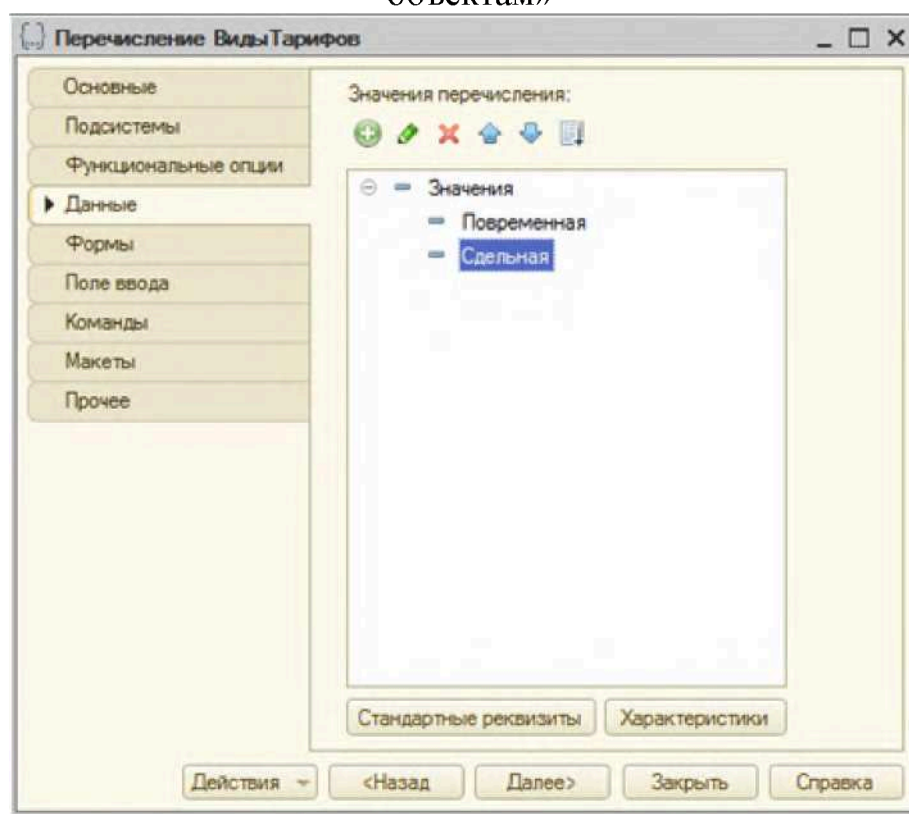 объектам»
Перечисление ВидыТарифов
Основные
Подсистемы
Функциональные опции
Данные
Формы
Поле ввода
Команды
Макеты
Прочее
Значения перечисления:
Значения
Повременная
Сдельная
Стандартные реквизиты
Характеристики
Действия
<Назад
Далее>
Закрыть
Справка